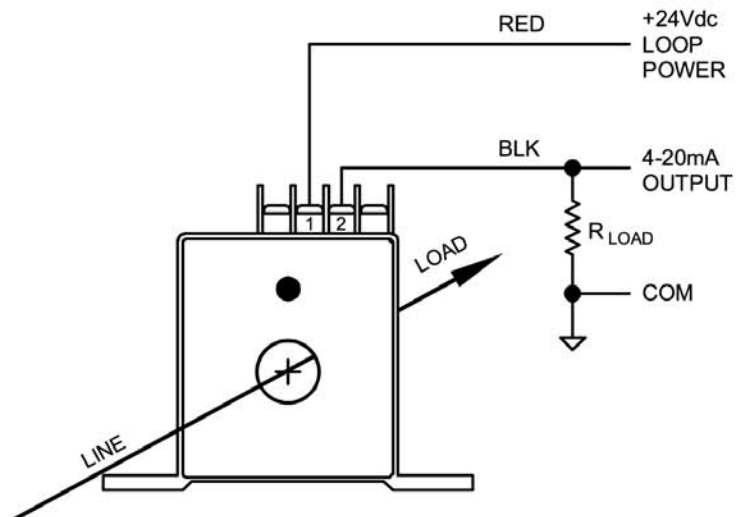 RED
+24Vdc
LOOP
POWER
BLK
4-20mA
OUTPUT
1 2
R LOAD
LOAD
COM
LINE